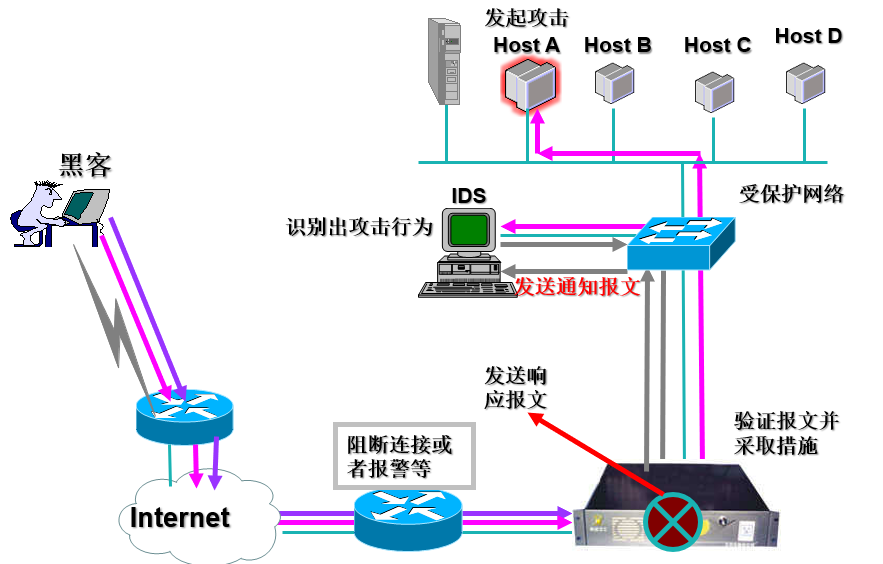 发起攻击
Host A
Host B
Host C
Host D
黑客
IDS
受保护网络
识别出攻击行为
发送通知报文
发送响
应报文
验证报文并
采取措施
阻断连接或
者报警等
Internet